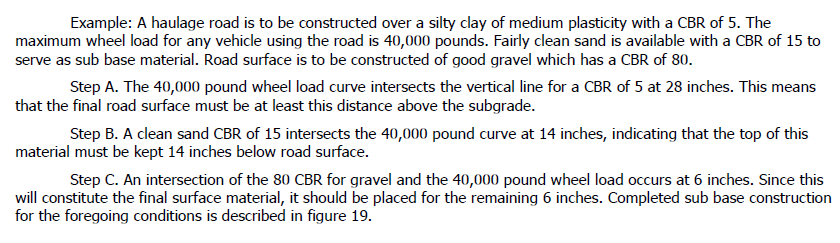 Example: A haulage road is to be constructed over a silty clay of medium plasticity with a CBR of 5. The
maximum wheel load for any vehicle using the road is 40,000 pounds. Fairly clean sand is available with a CBR of 15 to
serve as sub base material. Road surface is to be constructed of good gravel which has a CBR of 80.
Step A. The 40,000 pound wheel load curve intersects the vertical line for a CBR of 5 at 28 inches. This means
that the final road surface must be at least this distance above the subgrade.
Step B. A clean sand CBR of 15 intersects the 40,000 pound curve at 14 inches, indicating that the top of this
material must be kept 14 inches below road surface.
Step C. An intersection of the 80 CBR for gravel and the 40,000 pound wheel load occurs at 6 inches. Since this
will constitute the final surface material, it should be placed for the remaining 6 inches. Completed sub base construction
for the foregoing conditions is described in figure 19.